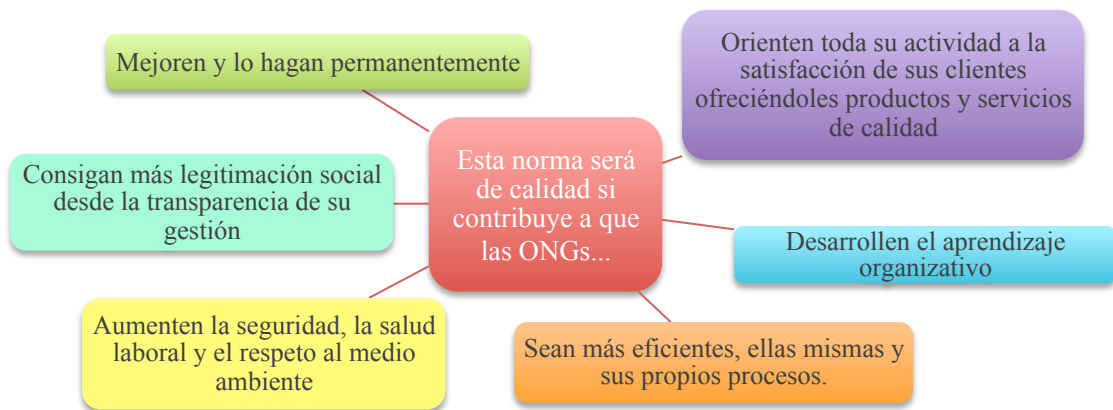 Mejoren y lo hagan permanentemente
Orienten toda su actividad a la
satisfacción de sus clientes
ofreciéndoles productos y servicios
de calidad
Esta norma será
de calidad si
contribuye a que
las ONGs...
Consigan más legitimación social
desde la transparencia de su
gestión
Desarrollen el aprendizaje
organizativo
Aumenten la seguridad, la salud
laboral y el respeto al medio
ambiente
Sean más eficientes, ellas mismas y
sus propios procesos.